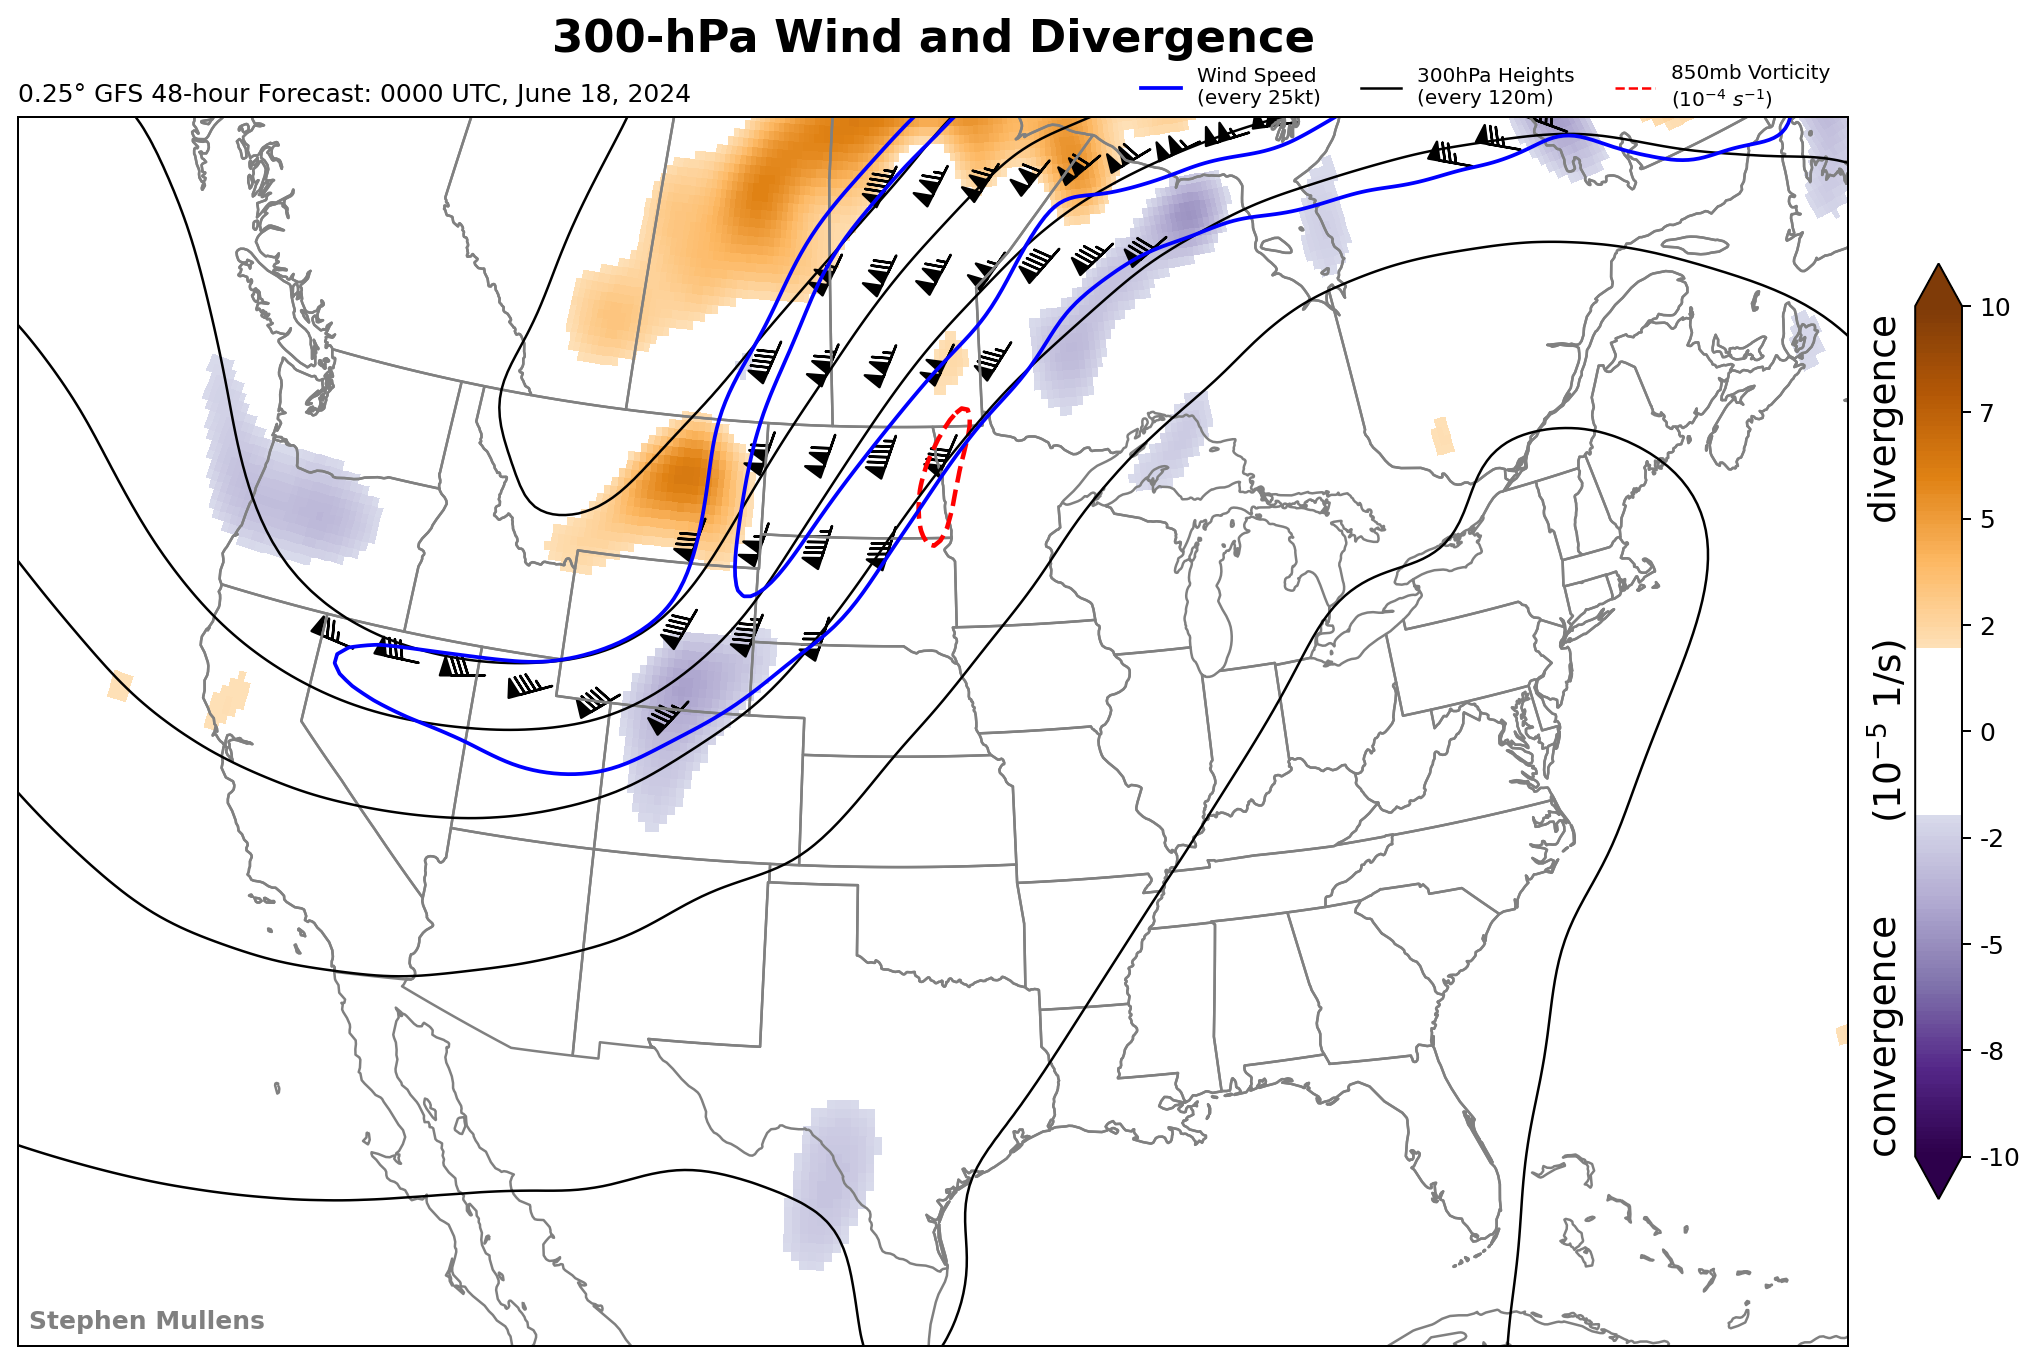 300-hPa Wind and Divergence
0.25° GFS 48-hour Forecast: 0000 UTC, June 18, 2024
Wind Speed
(every 25kt)
300hPa Heights
(every 120m)
850mb Vorticity
(10⁻⁴ s⁻¹)
10
7
5
2
0
-2
-5
-8
-10
convergence (10⁻⁵ 1/s) divergence
Stephen Mullens